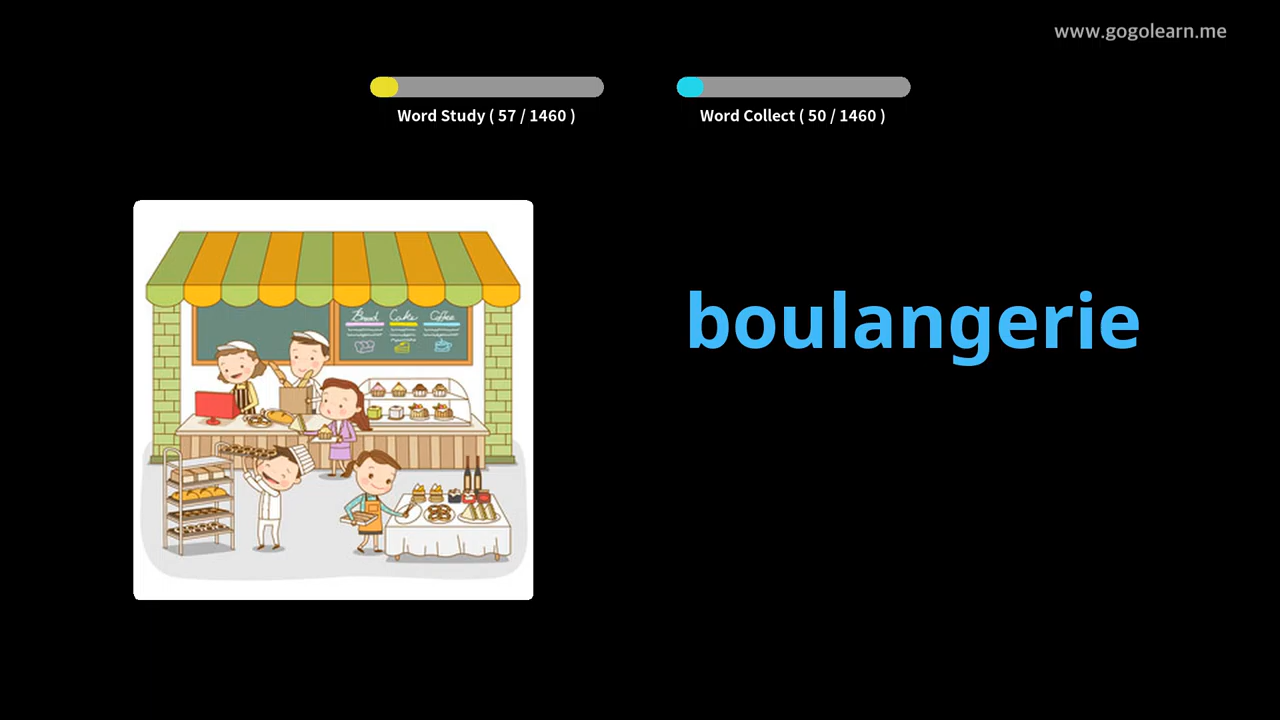 www.gogolearn.me
Word Study ( 57 / 1460 )
Word Collect ( 50 / 1460 )
boulangerie
Bread Cake Coffee